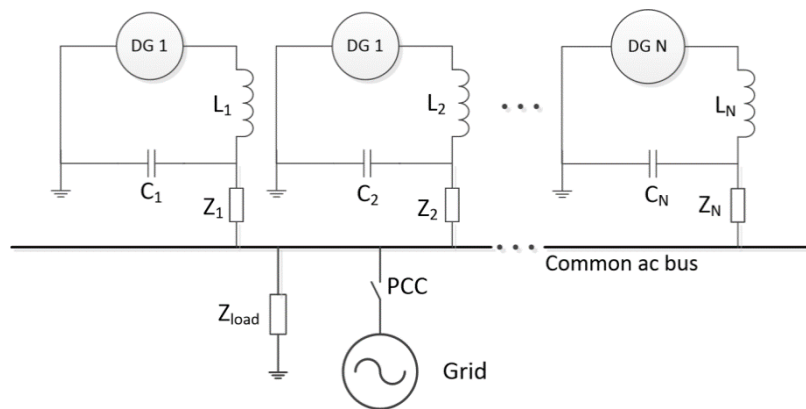 DG 1
DG 1
DG N
L1
L2
LN
C1
C2
CN
Z1
Z2
ZN
Common ac bus
PCC
Zload
Grid